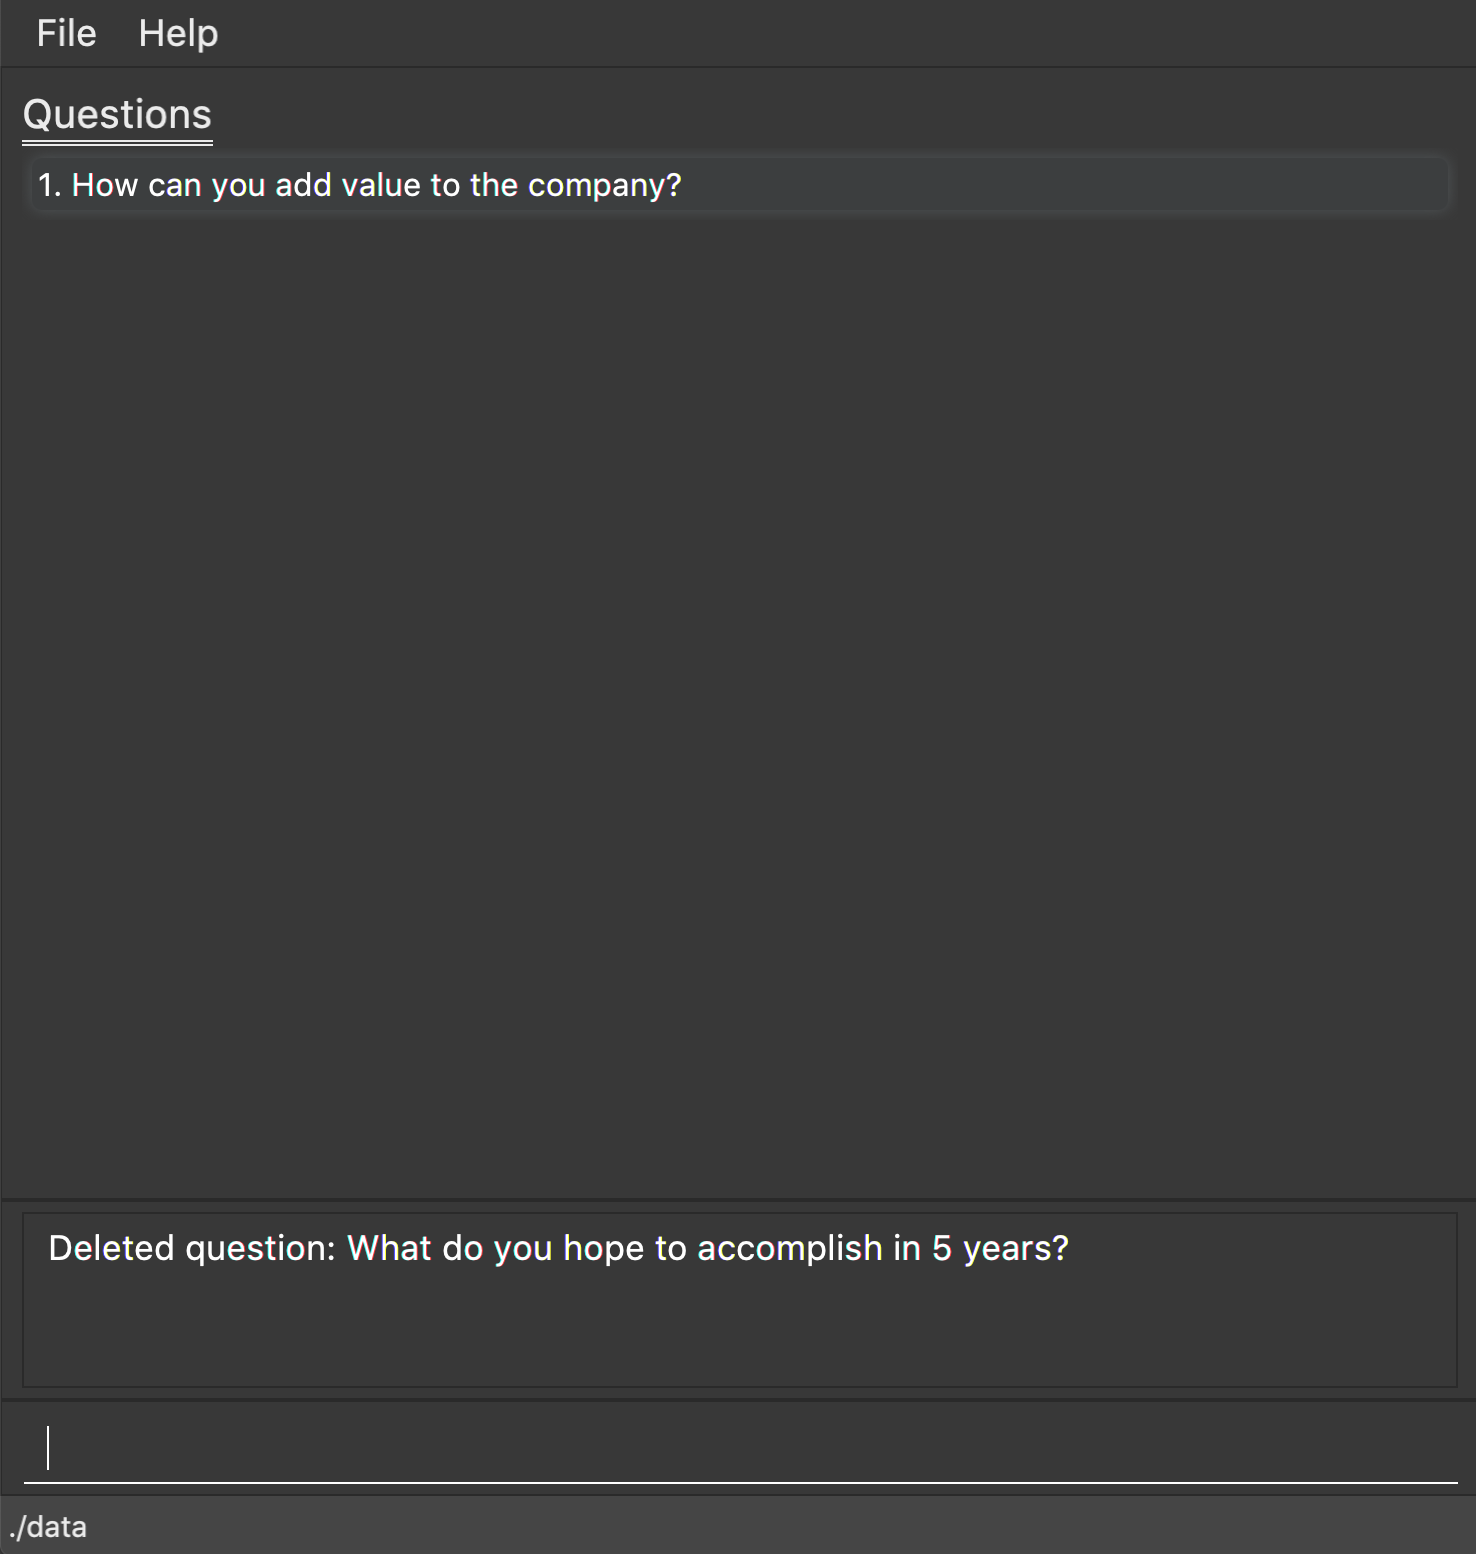 File Help
Questions
1. How can you add value to the company?
Deleted question: What do you hope to accomplish in 5 years?
./data